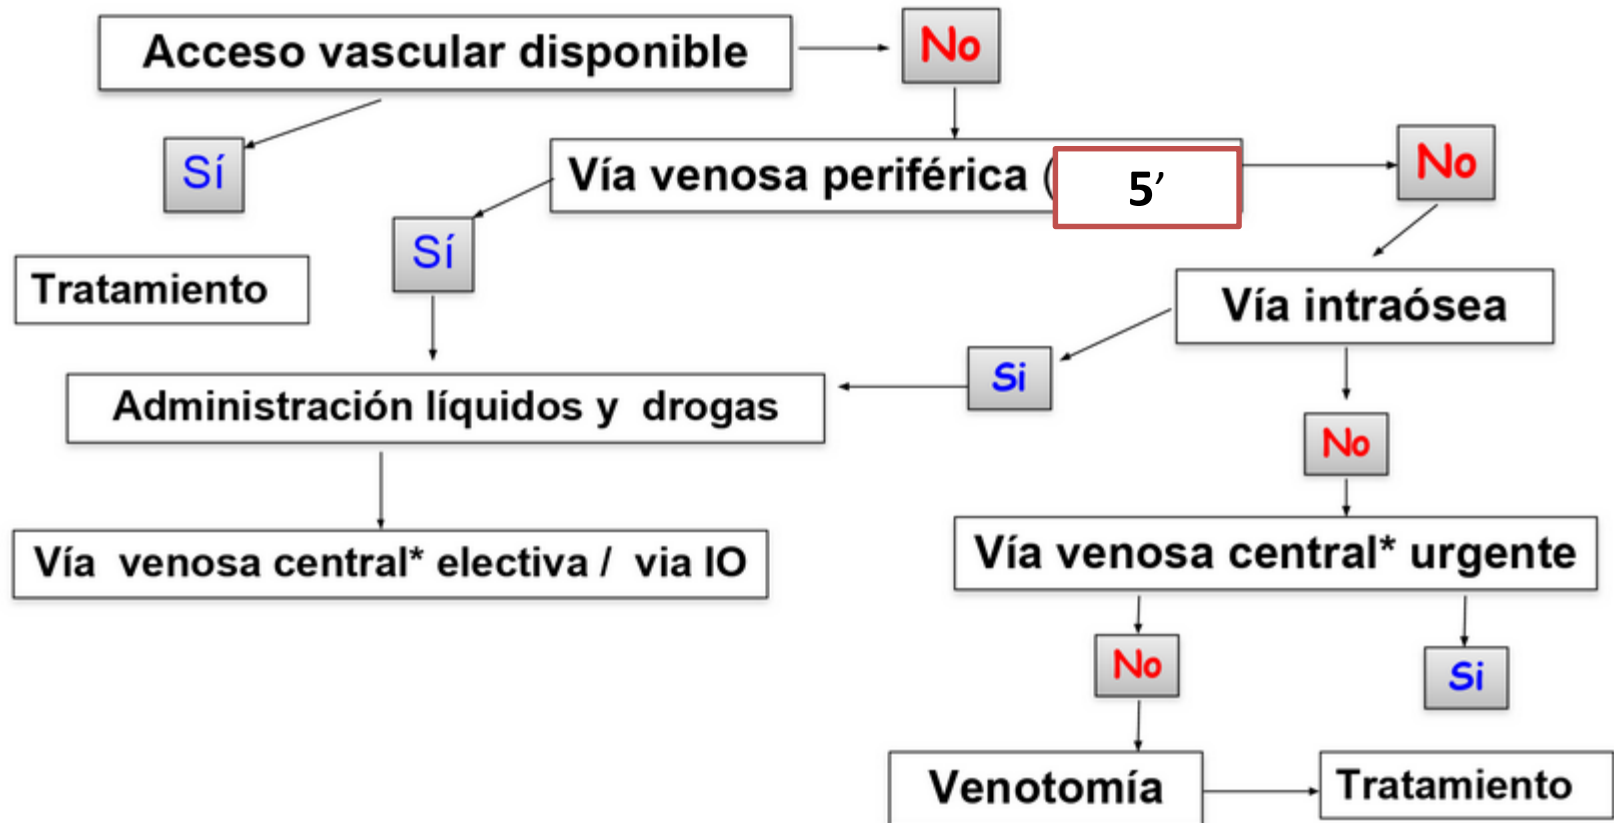 Acceso vascular disponible
No
Sí
Vía venosa periférica (
5′
No
Sí
Tratamiento
Vía intraósea
Si
Administración líquidos y drogas
No
Vía venosa central* electiva / via IO
Vía venosa central* urgente
No
Si
Venotomía
Tratamiento